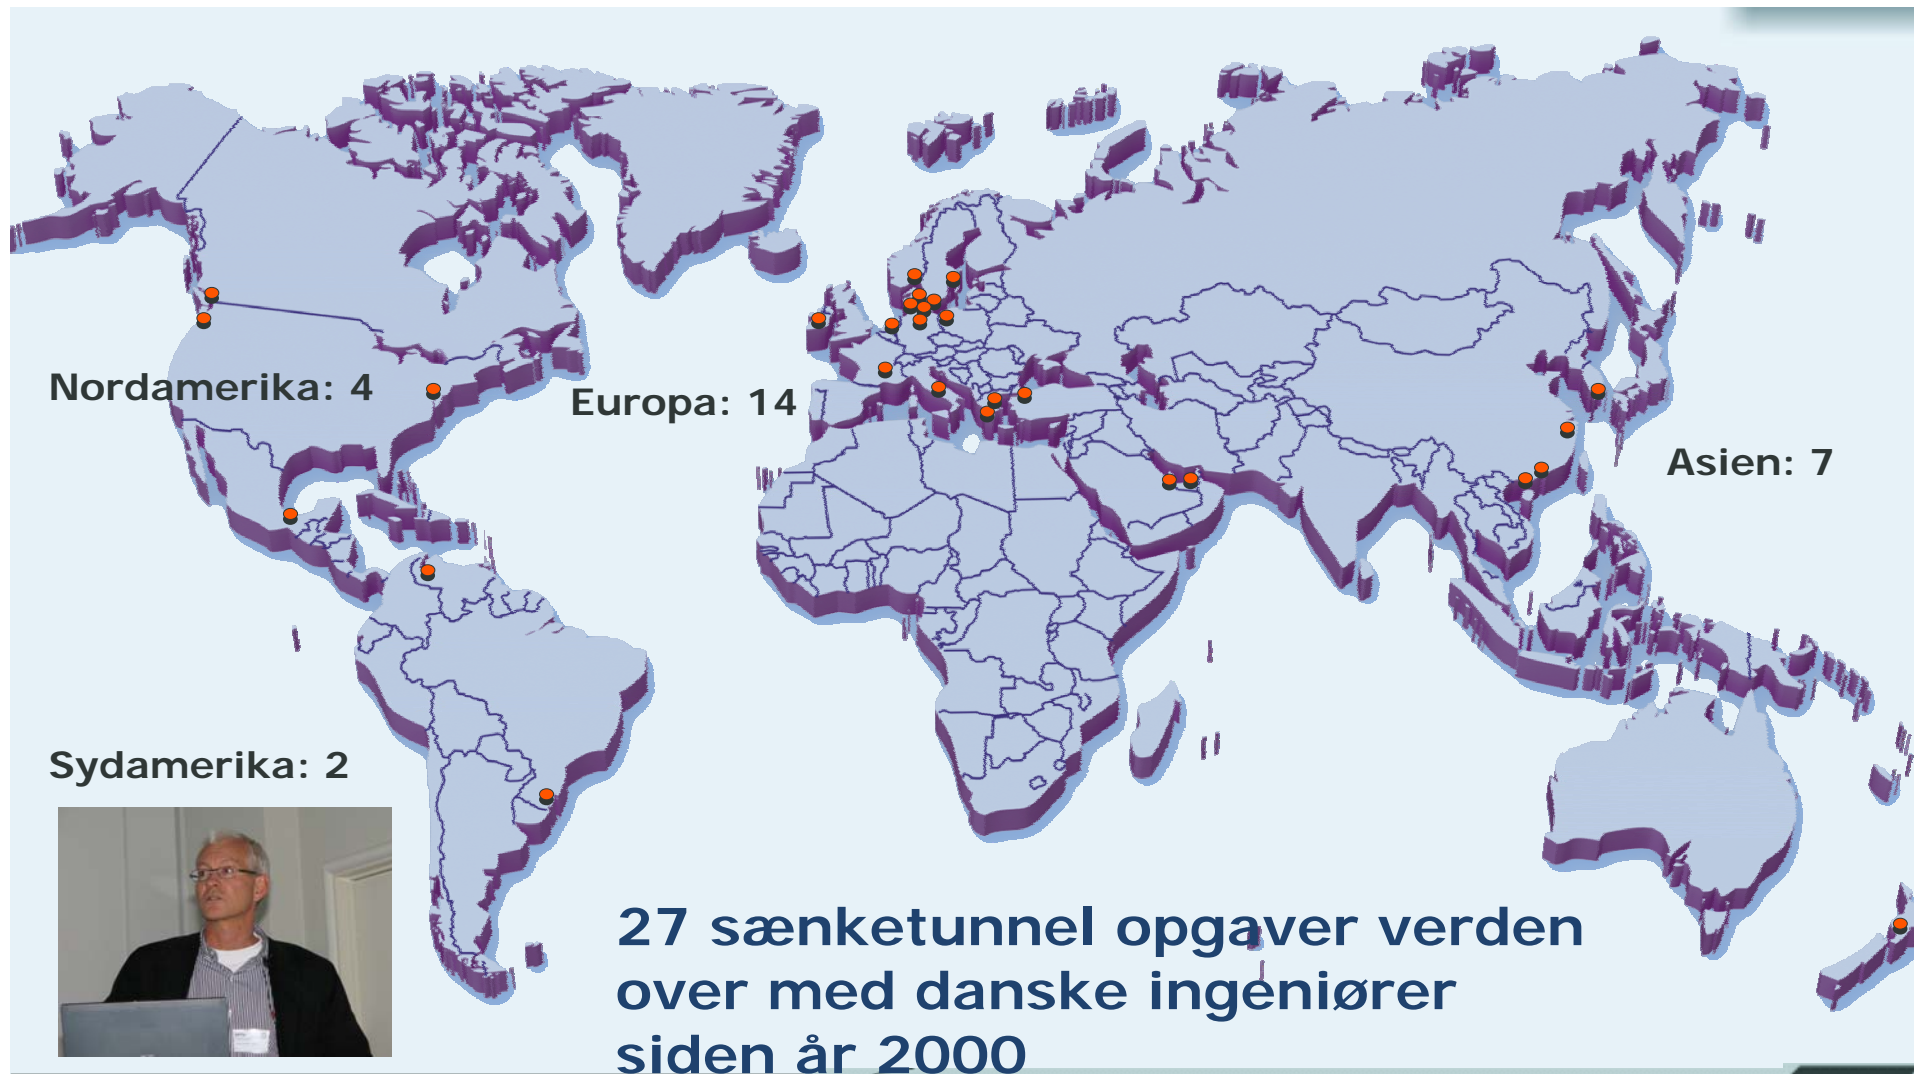 Nordamerika: 4
Europa: 14
Asien: 7
Sydamerika: 2
27 sænketunnel opgaver verden
over med danske ingeniører
siden år 2000